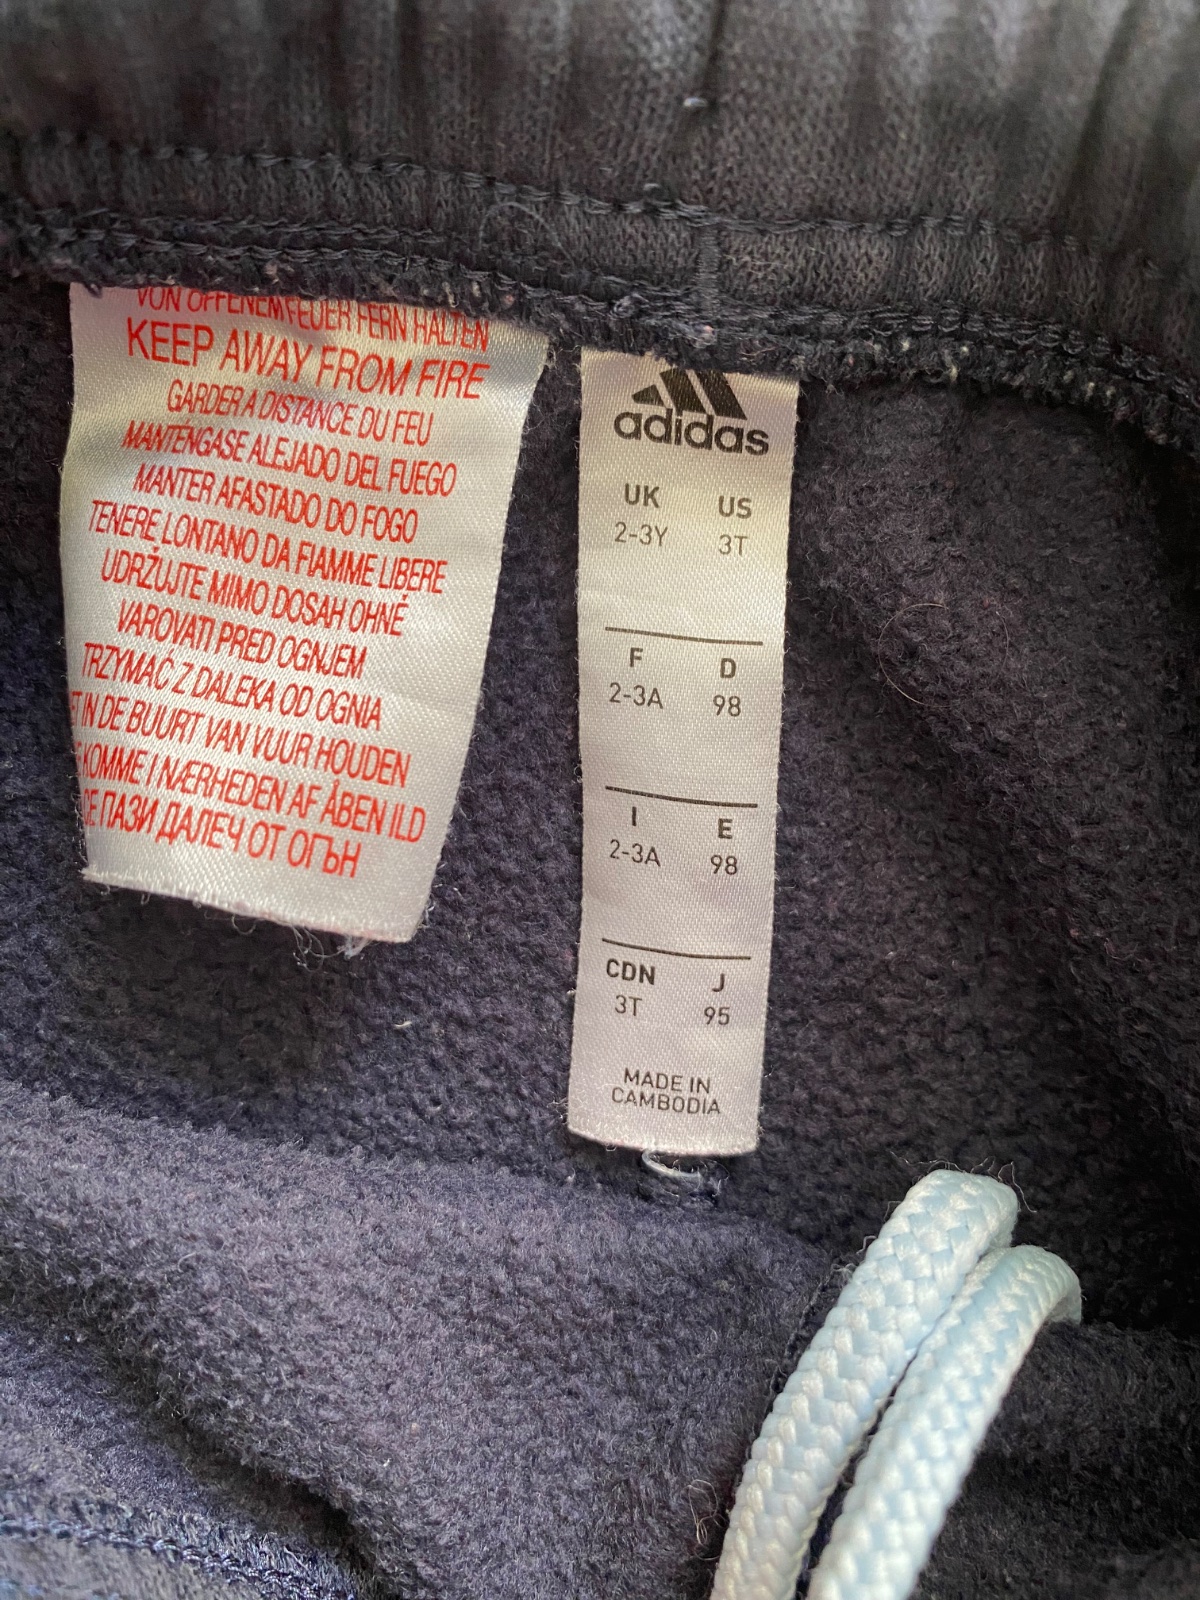 VON OFFENEM FEUER FERN HALTEN
KEEP AWAY FROM FIRE
GARDER A DISTANCE DU FEU
MANTÉNGASE ALEJADO DEL FUEGO
MANTER AFASTADO DO FOGO
TENERE LONTANO DA FIAMME LIBERE
UDRŽUJTE MIMO DOSAH OHNĚ
VAROVATI PRED OGNJEM
TRZYMAĆ Z DALEKA OD OGNIA
IN DE BUURT VAN VUUR HOUDEN
KOMME I NÆRHEDEN AF ÅBEN ILD
ПАЗИ ДАЛЕЧ ОТ ОГЪН
adidas
UK US
2-3Y 3T
F D
2-3A 98
I E
2-3A 98
CDN J
3T 95
MADE IN
CAMBODIA